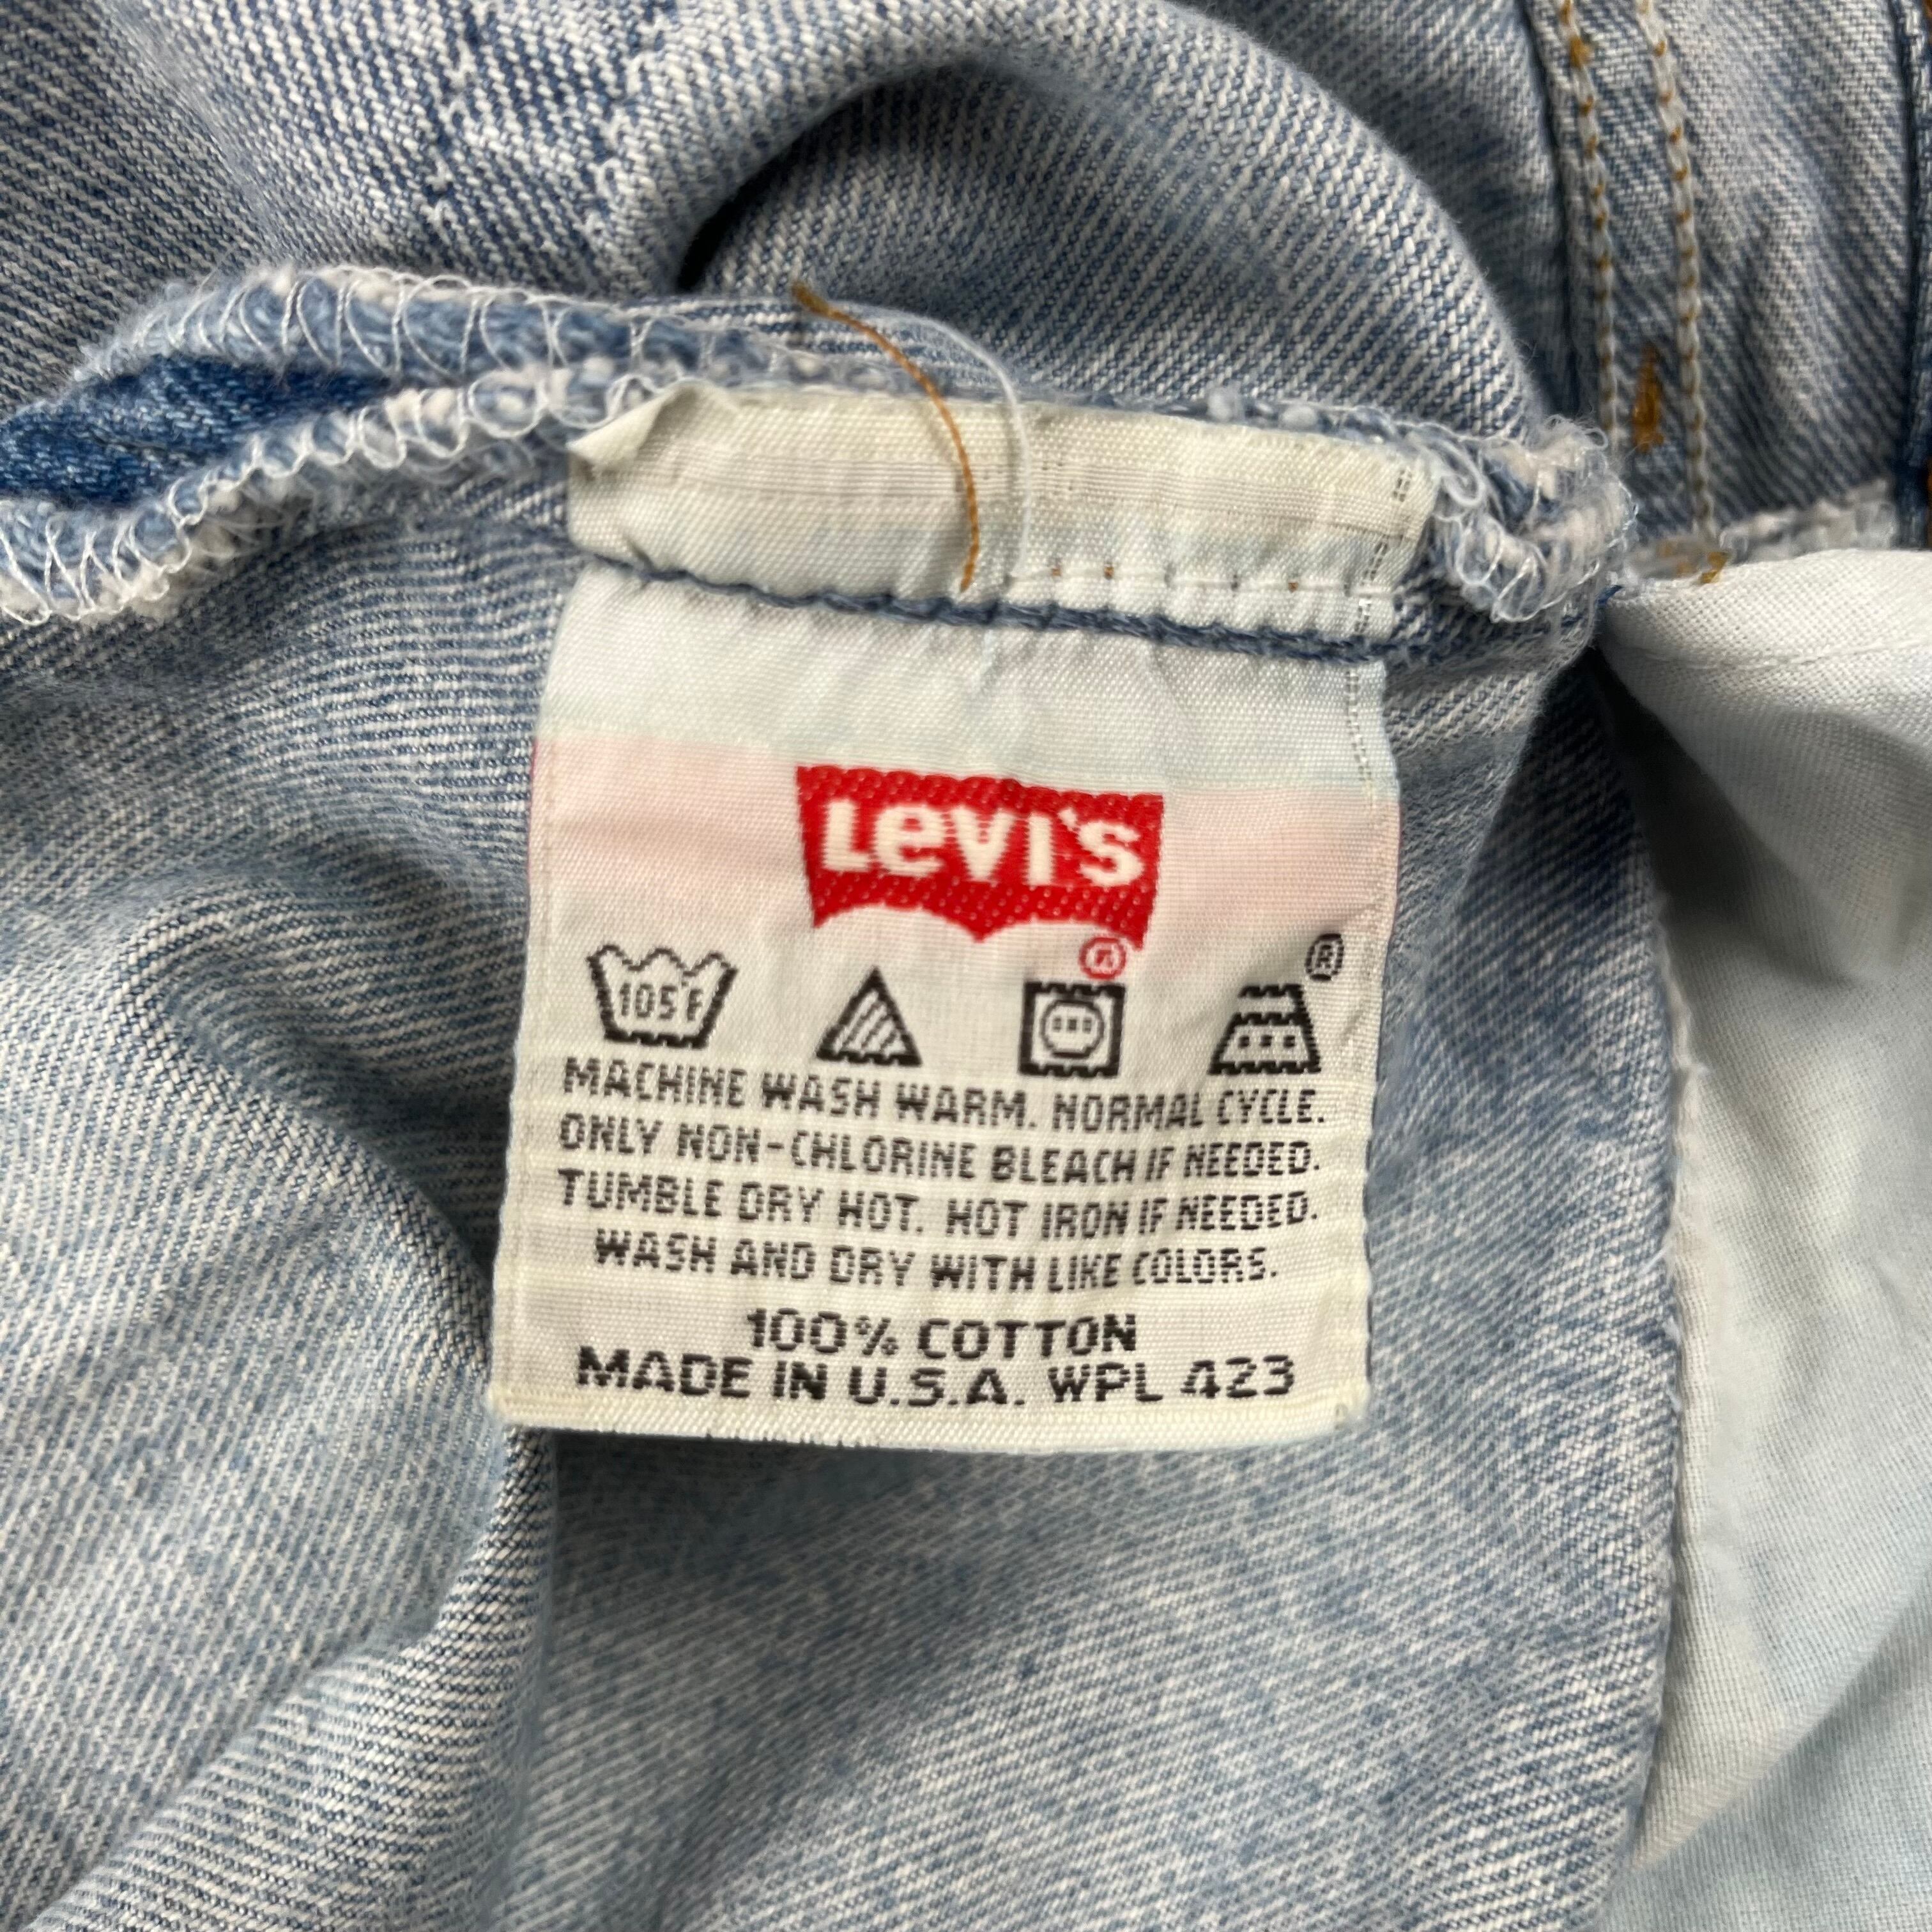 LEVI'S
®
®
105°F
MACHINE WASH WARM. NORMAL CYCLE.
ONLY NON-CHLORINE BLEACH IF NEEDED.
TUMBLE DRY HOT. HOT IRON IF NEEDED.
WASH AND DRY WITH LIKE COLORS.
100% COTTON
MADE IN U.S.A. WPL 423